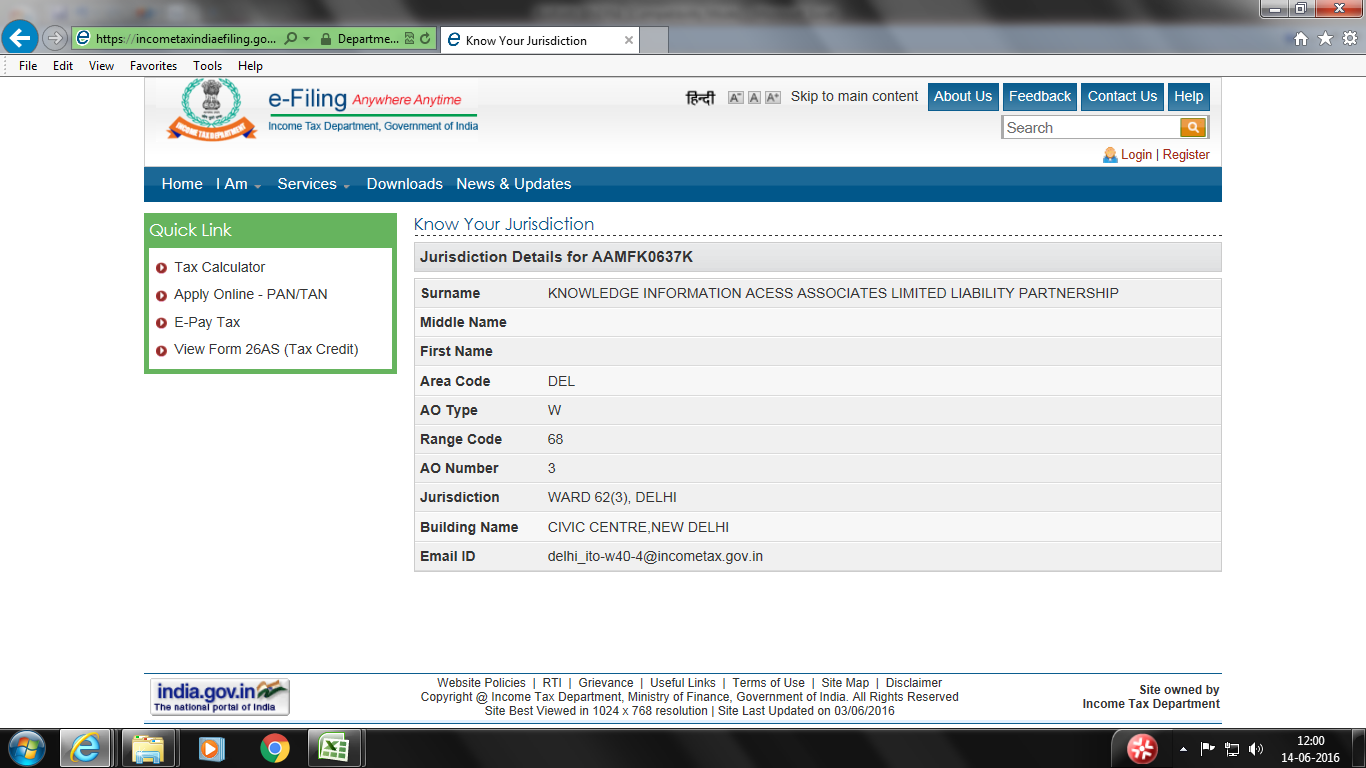 https://incometaxindiaefiling.go...
Departme...
Know Your Jurisdiction
File Edit View Favorites Tools Help
e-Filing Anywhere Anytime
Income Tax Department, Government of India
हिन्दी A- A A+ Skip to main content About Us Feedback Contact Us Help
Search
Login | Register
INCOME TAX DEPARTMENT
Home I Am Services Downloads News & Updates
Quick Link
Tax Calculator
Apply Online - PAN/TAN
E-Pay Tax
View Form 26AS (Tax Credit)
Know Your Jurisdiction
Jurisdiction Details for AAMFK0637K
Surname KNOWLEDGE INFORMATION ACESS ASSOCIATES LIMITED LIABILITY PARTNERSHIP
Middle Name
First Name
Area Code DEL
AO Type W
Range Code 68
AO Number 3
Jurisdiction WARD 62(3), DELHI
Building Name CIVIC CENTRE,NEW DELHI
Email ID delhi_ito-w40-4@incometax.gov.in
india.gov.in
The national portal of India
Website Policies | RTI | Grievance | Useful Links | Terms of Use | Site Map | Disclaimer
Copyright @ Income Tax Department, Ministry of Finance, Government of India. All Rights Reserved
Site Best Viewed in 1024 x 768 resolution | Site Last Updated on 03/06/2016
Site owned by
Income Tax Department
12:00
14-06-2016